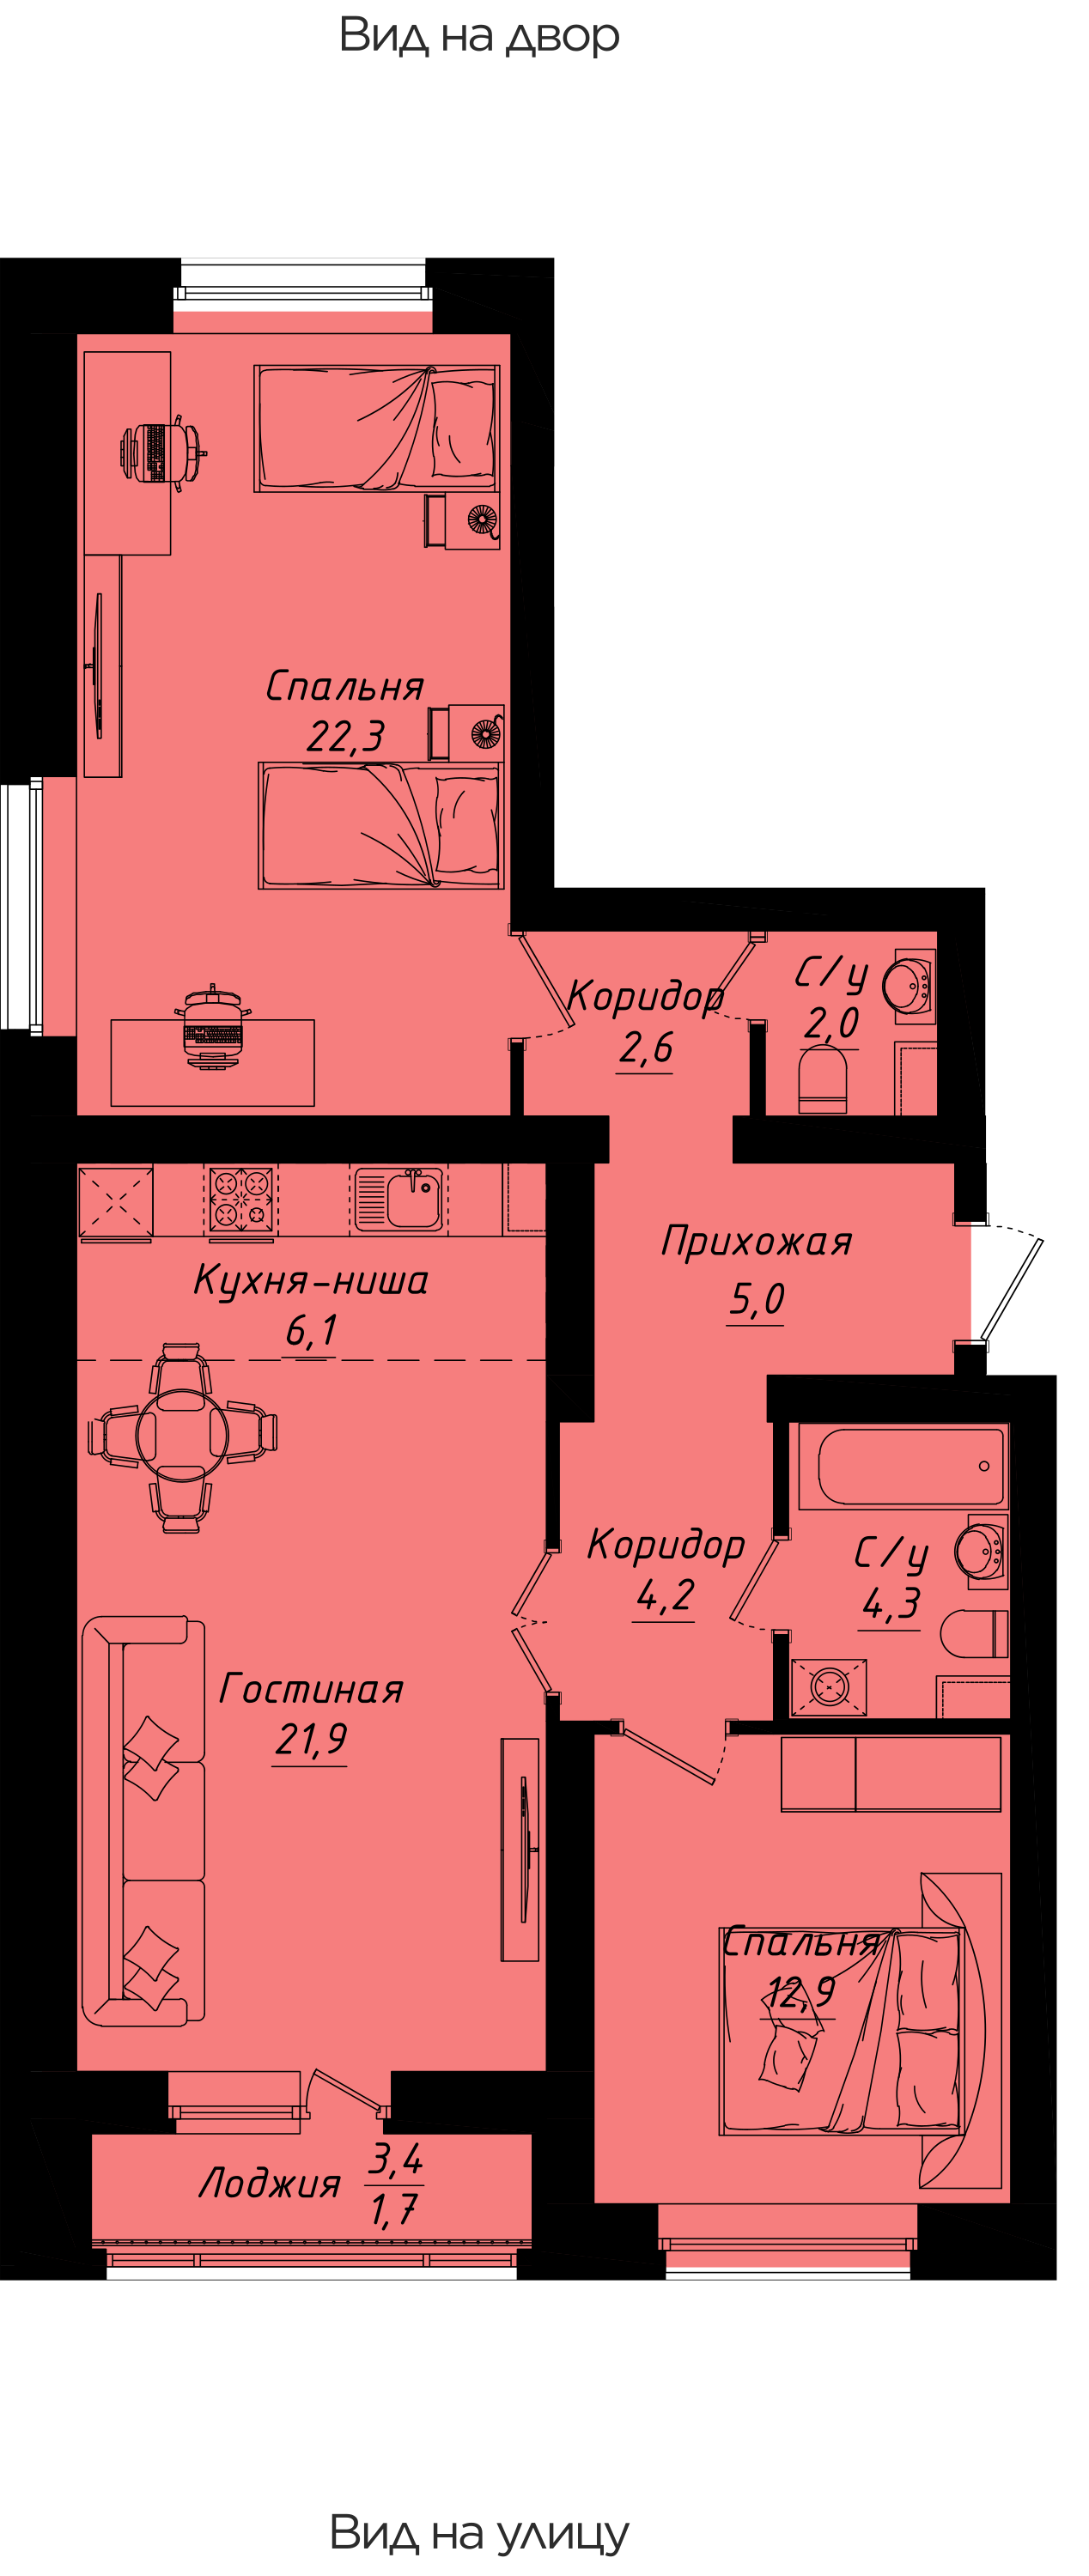 Вид на двор
Спальня
22,3
Коридор
2,6
С/у
2,0
Прихожая
5,0
Кухня-ниша
6,1
Коридор
4,2
С/у
4,3
Гостиная
21,9
Спальня
12,9
Лоджия
3,4
1,7
Вид на улицу